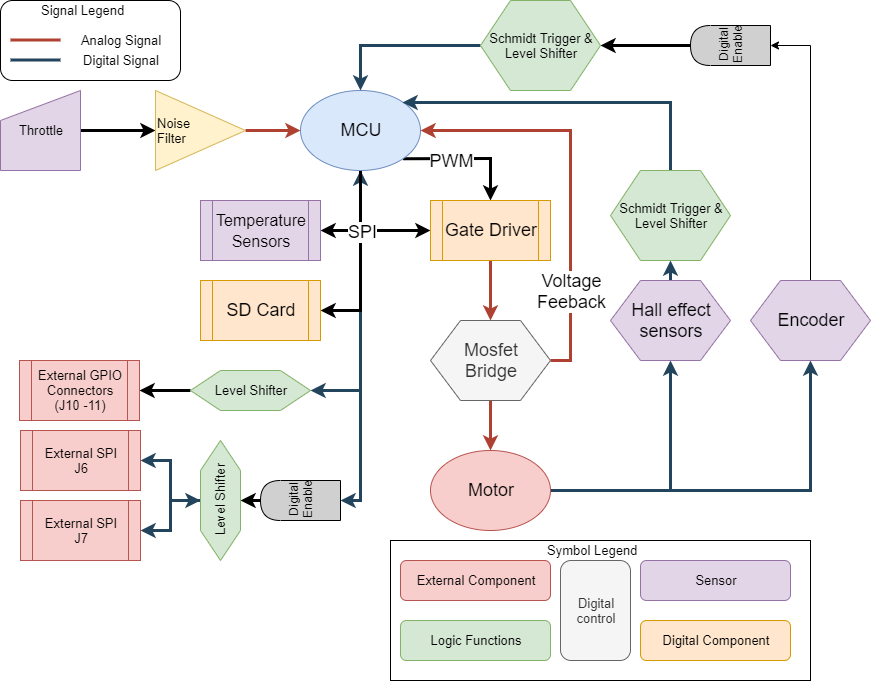 Signal Legend
Analog Signal
Digital Signal
Schmidt Trigger &
Level Shifter
Digital
Enable
Throttle
Noise
Filter
MCU
PWM
Schmidt Trigger &
Level Shifter
Temperature
Sensors
SPI
Gate Driver
Voltage
Feeback
SD Card
Hall effect
sensors
Encoder
Mosfet
Bridge
External GPIO
Connectors
(J10 -11)
Level Shifter
External SPI
J6
Level Shifter
Digital
Enable
Motor
External SPI
J7
Symbol Legend
External Component
Digital
control
Sensor
Logic Functions
Digital Component